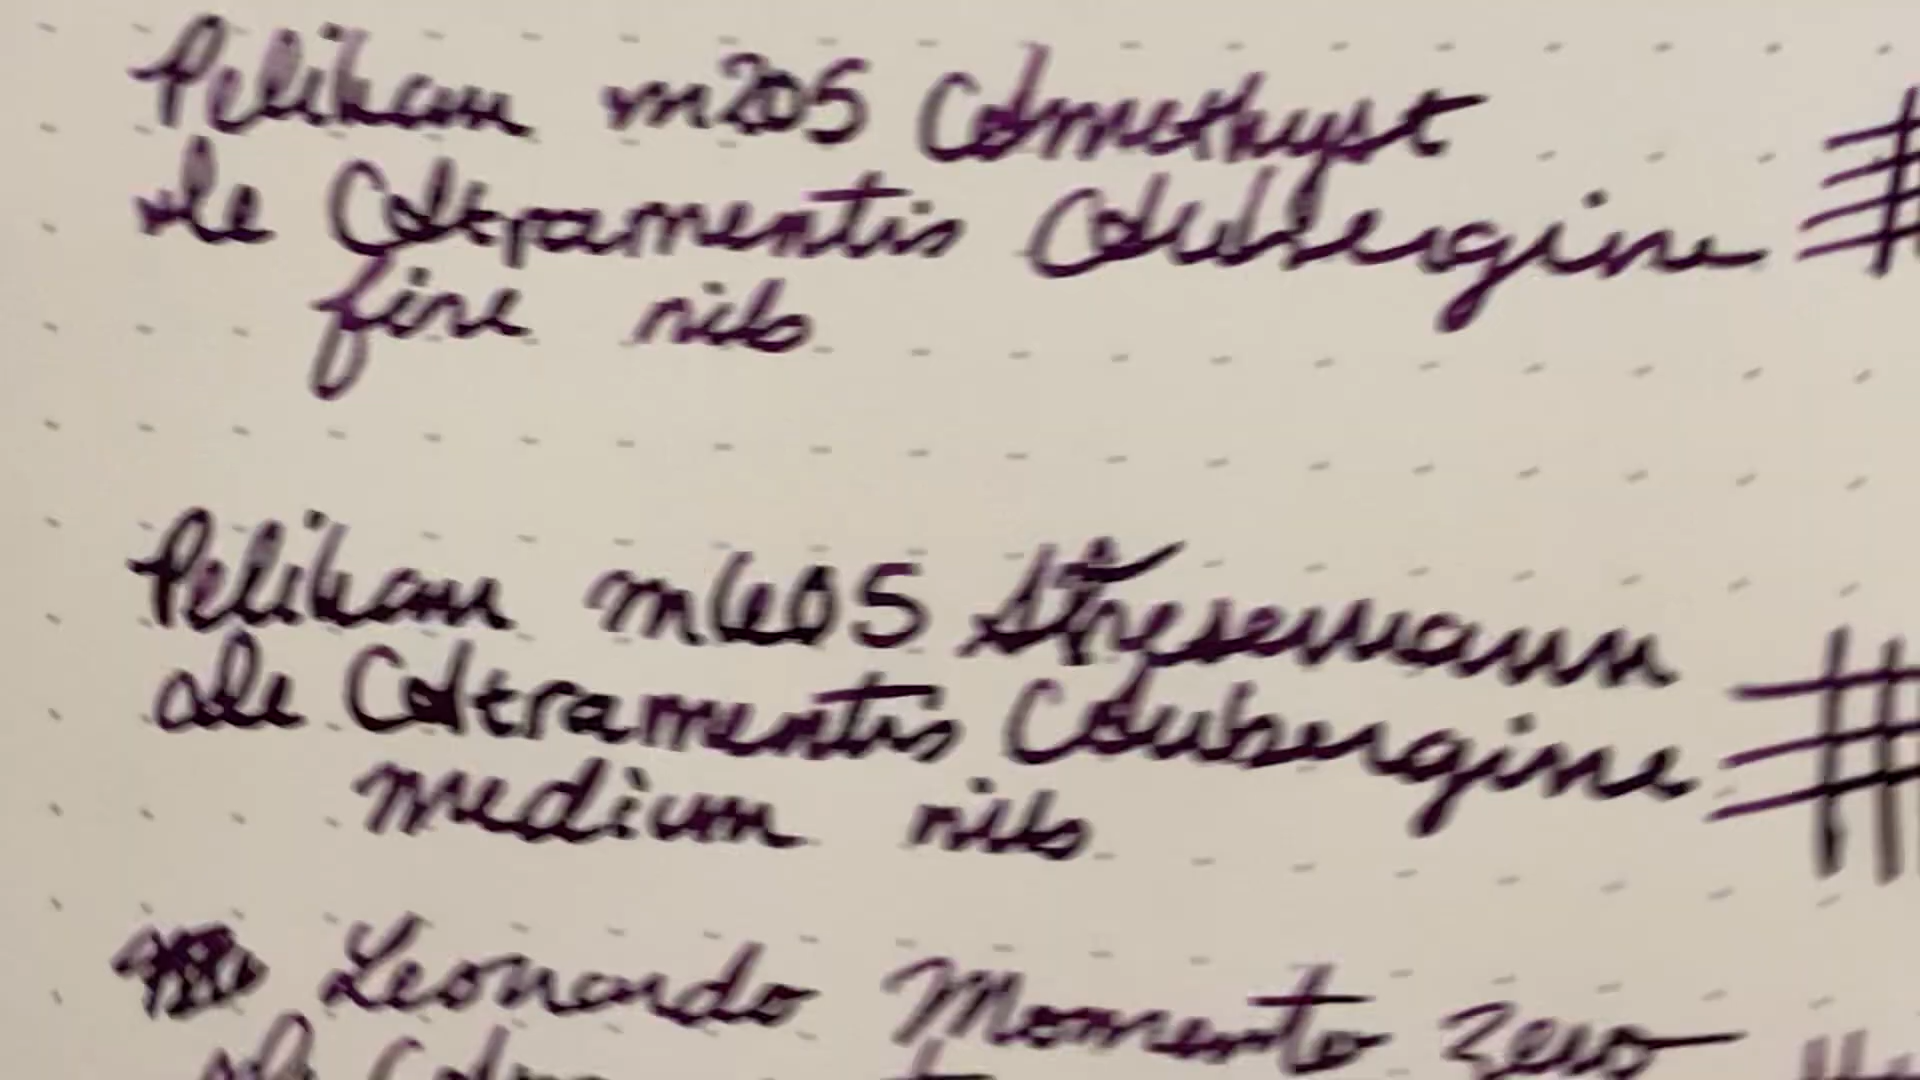 Pelikan m205 Amethyst
de Atramentis Aubergine
fine nib
Pelikan m605 Stresemann
de Atramentis Aubergine
medium nib
Leonardo Momento Zero
de